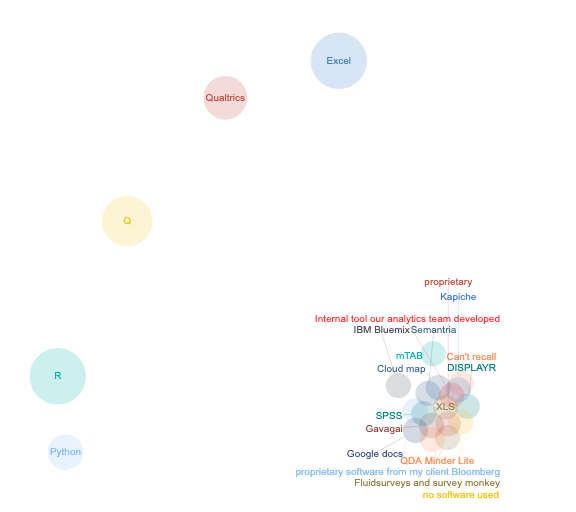 Excel
Qualtrics
Q
proprietary
Kapiche
Internal tool our analytics team developed
IBM Bluemix
Semantria
mTAB
Can't recall
Cloud map
DISPLAYR
R
XLS
SPSS
Gavagai
Python
Google docs
QDA Minder Lite
proprietary software from my client Bloomberg
Fluidsurveys and survey monkey
no software used